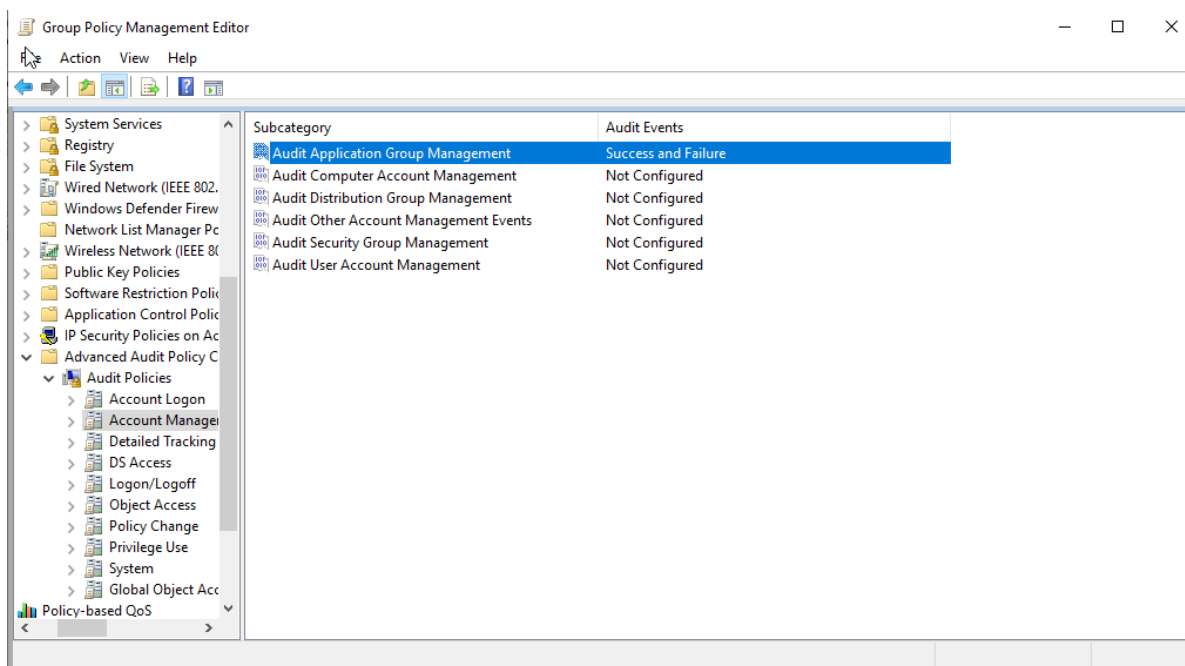 Group Policy Management Editor
Action View Help
System Services
Registry
File System
Wired Network (IEEE 802.
Windows Defender Firew
Network List Manager Pc
Wireless Network (IEEE 8(
Public Key Policies
Software Restriction Polic
Application Control Polic
IP Security Policies on Ac
Advanced Audit Policy C
Audit Policies
Account Logon
Account Manager
Detailed Tracking
DS Access
Logon/Logoff
Object Access
Policy Change
Privilege Use
System
Global Object Acc
Policy-based QoS
Subcategory Audit Events
Audit Application Group Management Success and Failure
Audit Computer Account Management Not Configured
Audit Distribution Group Management Not Configured
Audit Other Account Management Events Not Configured
Audit Security Group Management Not Configured
Audit User Account Management Not Configured